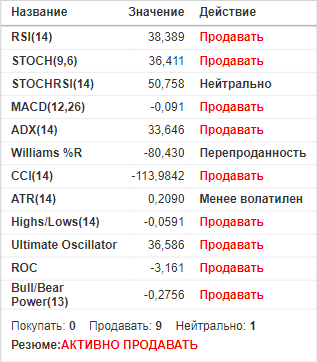 Название Значение Действие
RSI(14) 38,389 Продавать
STOCH(9,6) 36,411 Продавать
STOCHRSI(14) 50,758 Нейтрально
MACD(12,26) -0,091 Продавать
ADX(14) 33,646 Продавать
Williams %R -80,430 Перепроданность
CCI(14) -113,9842 Продавать
ATR(14) 0,2090 Менее волатилен
Highs/Lows(14) -0,0591 Продавать
Ultimate Oscillator 36,586 Продавать
ROC -3,161 Продавать
Bull/Bear
Power(13) -0,2756 Продавать
Покупать: 0 Продавать: 9 Нейтрально: 1
Резюме:АКТИВНО ПРОДАВАТЬ